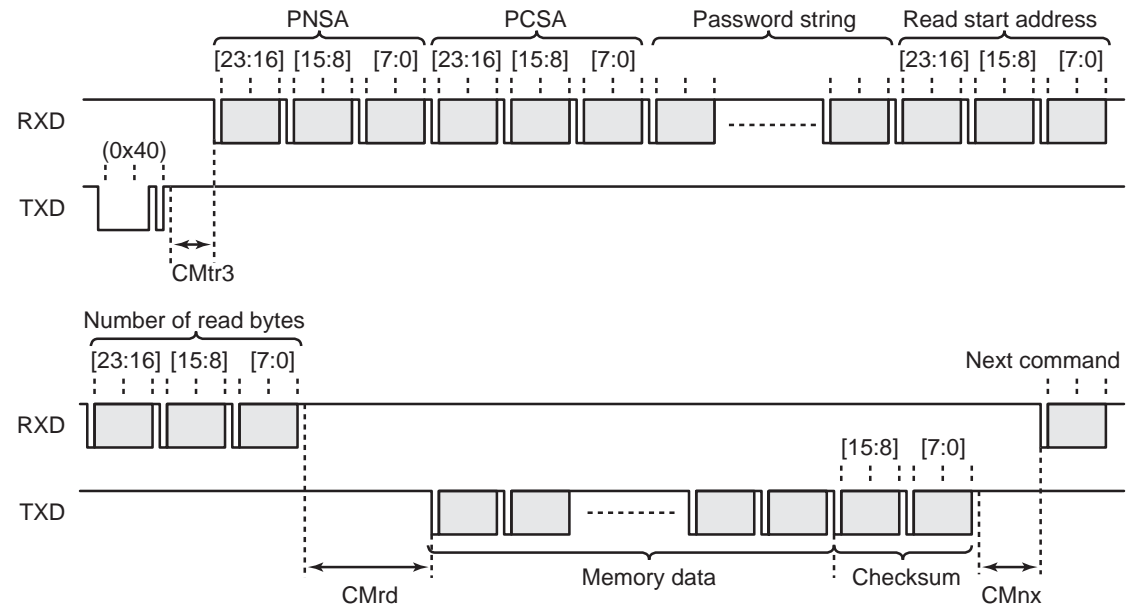 PNSA PCSA Password string Read start address
[23:16] [15:8] [7:0] [23:16] [15:8] [7:0] [23:16] [15:8] [7:0]
RXD
(0x40)
TXD
CMtr3
Number of read bytes
[23:16] [15:8] [7:0] Next command
RXD
[15:8] [7:0]
TXD
Memory data Checksum
CMrd CMnx